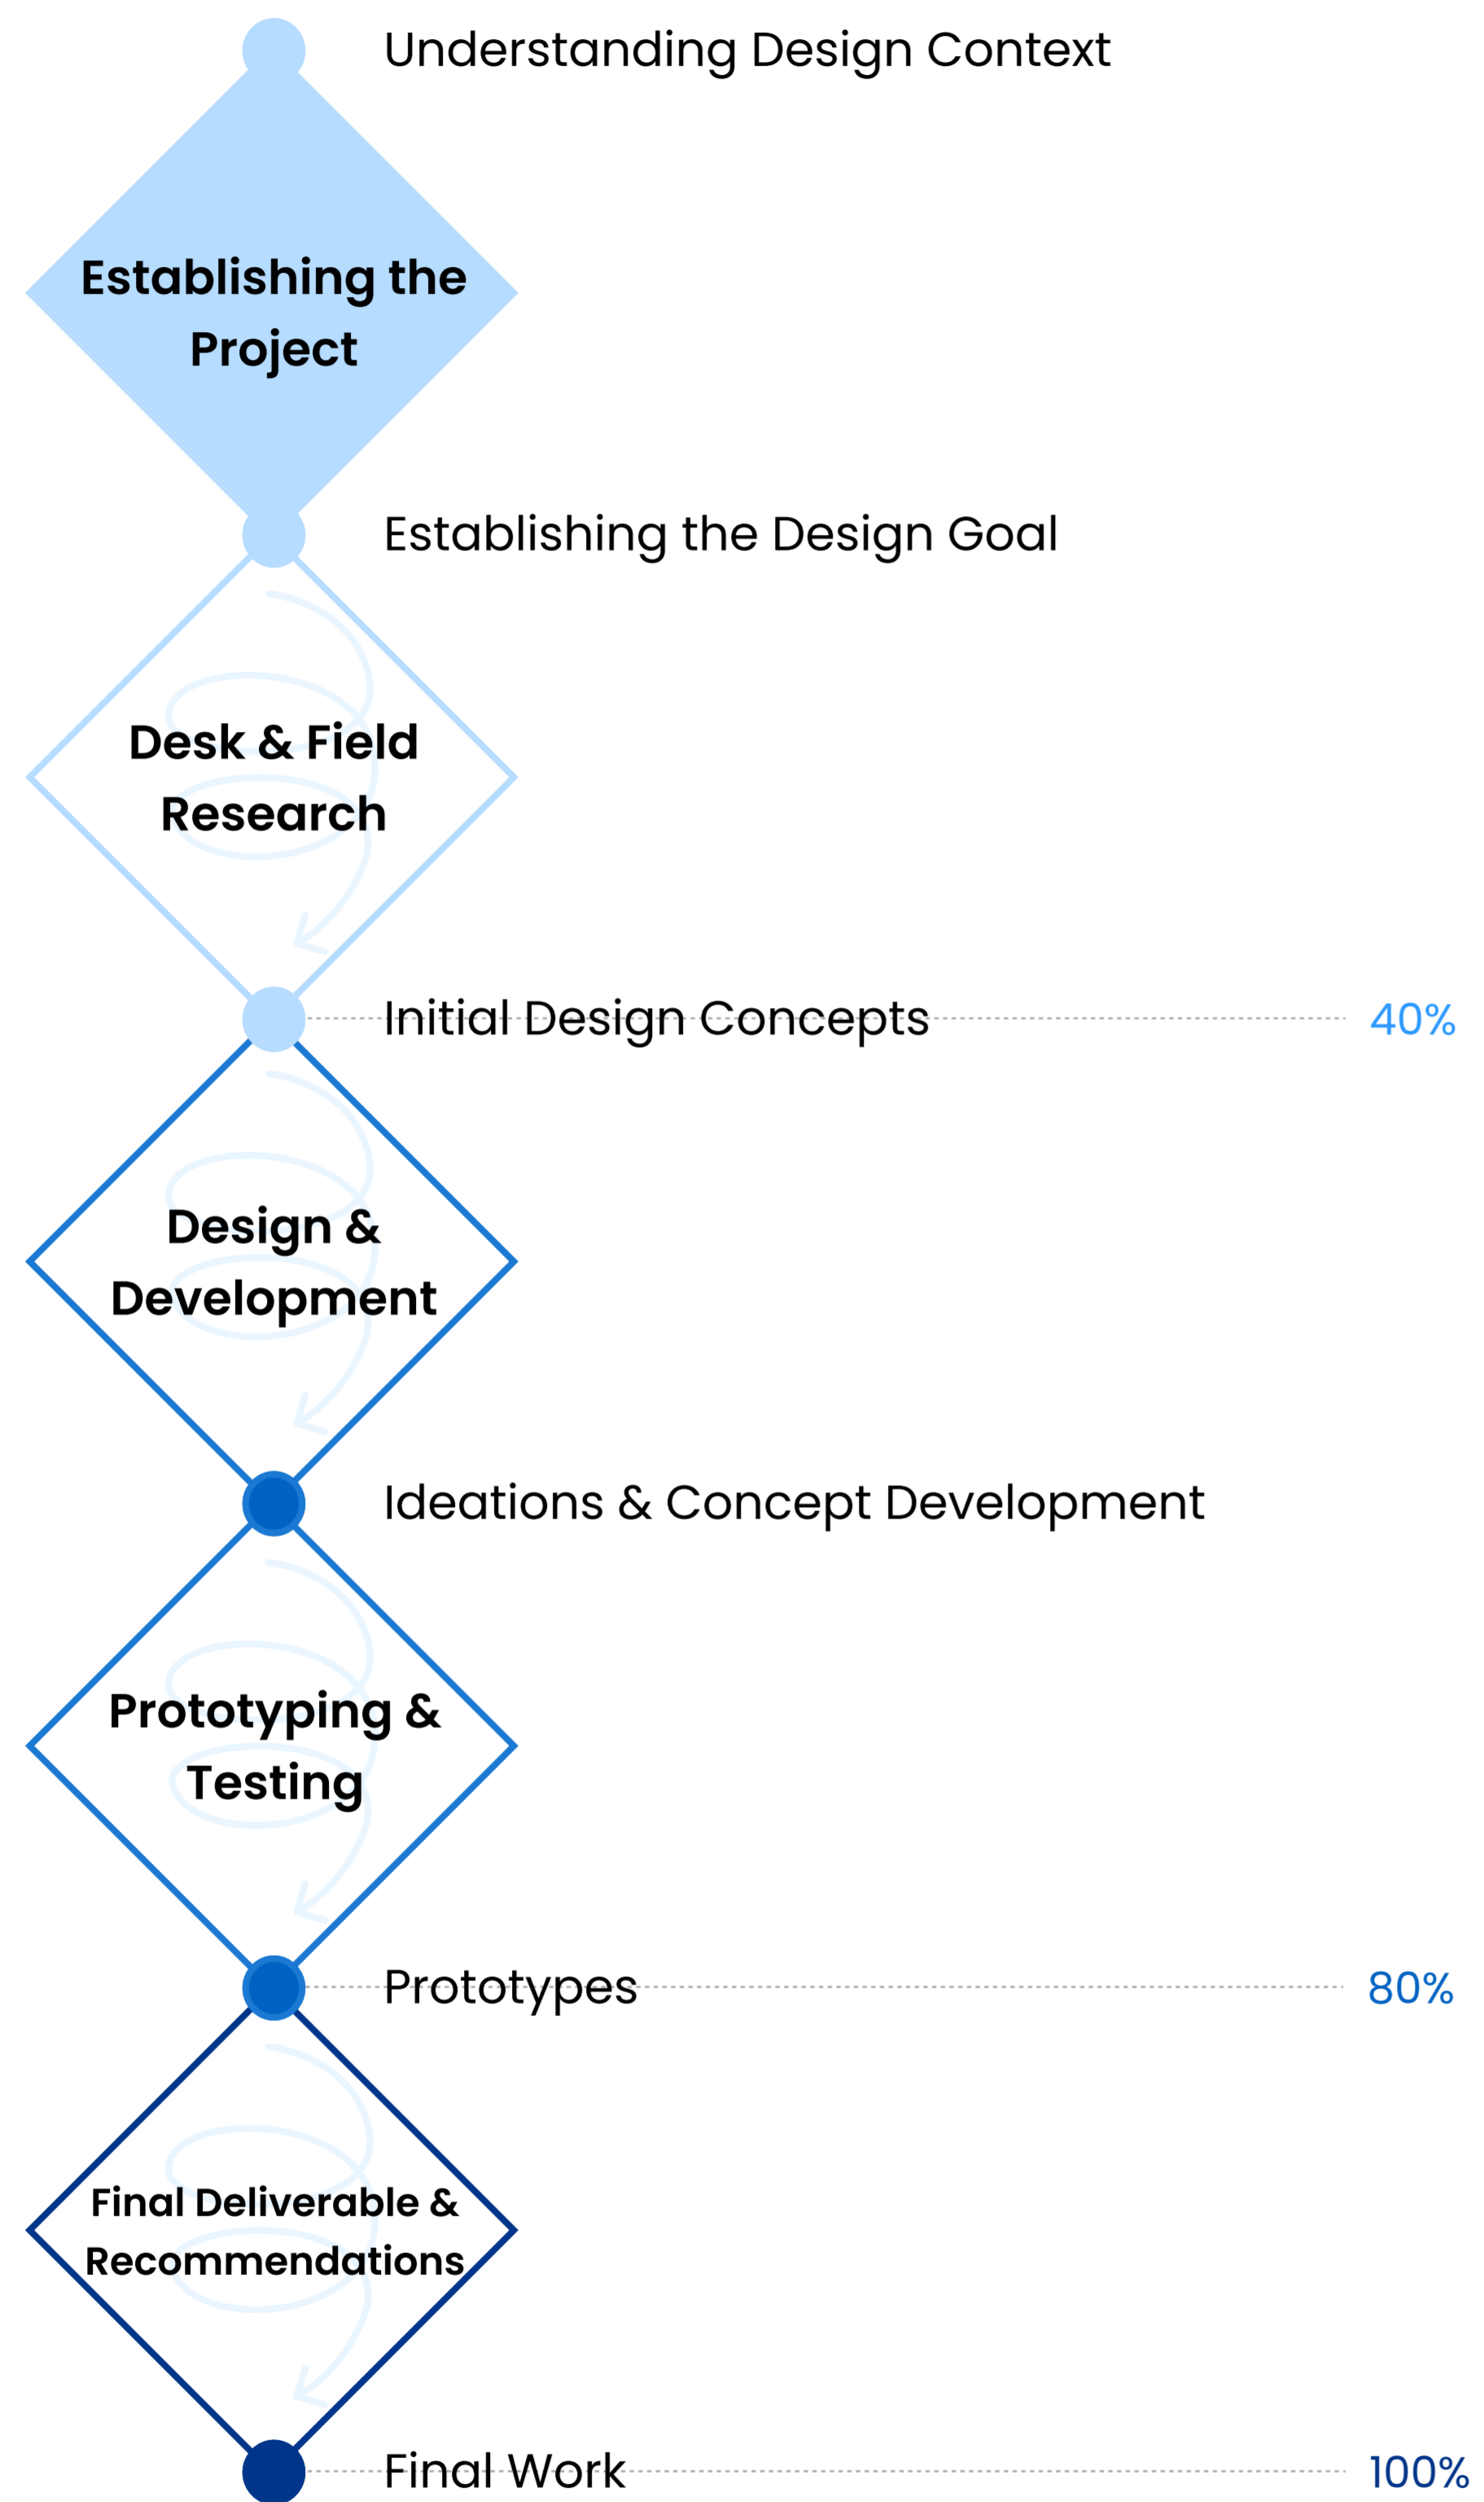 Understanding Design Context
Establishing the
Project
Establishing the Design Goal
Desk & Field
Research
Initial Design Concepts
40%
Design &
Development
Ideations & Concept Development
Prototyping &
Testing
Prototypes
80%
Final Deliverable &
Recommendations
Final Work
100%